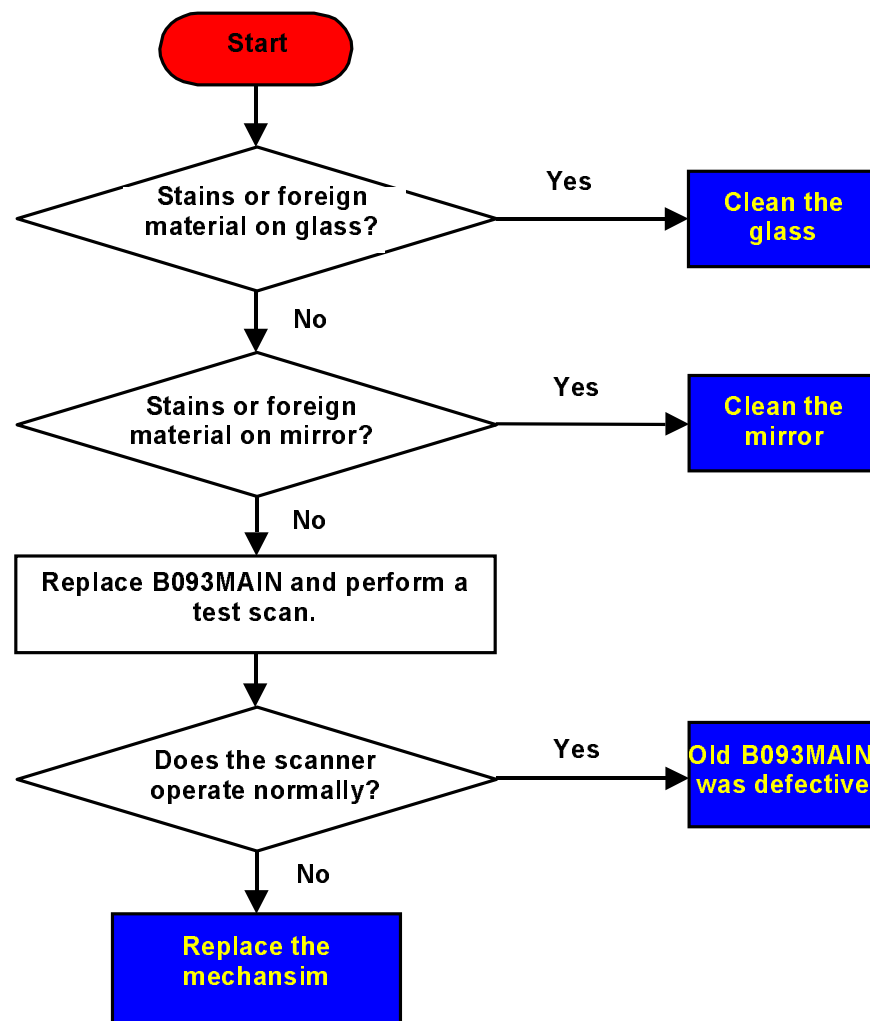 Start
Stains or foreign
material on glass?
Yes
Clean the
glass
No
Stains or foreign
material on mirror?
Yes
Clean the
mirror
No
Replace B093MAIN and perform a
test scan.
Does the scanner
operate normally?
Yes
Old B093MAIN
was defective
No
Replace the
mechansim